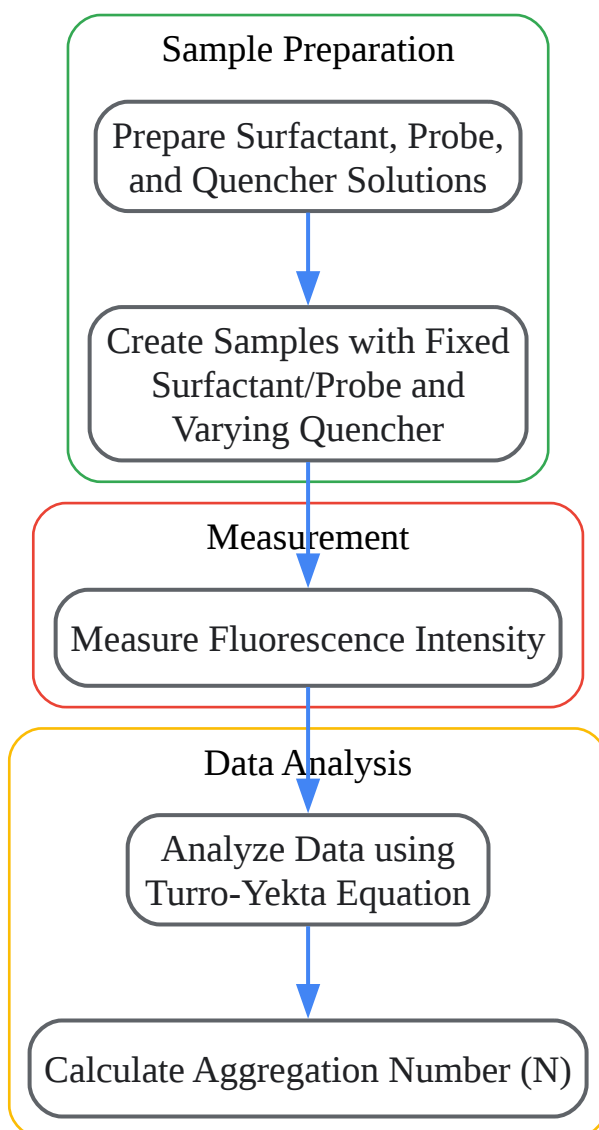 Sample Preparation
Prepare Surfactant, Probe,
and Quencher Solutions
Create Samples with Fixed
Surfactant/Probe and
Varying Quencher
Measurement
Measure Fluorescence Intensity
Data Analysis
Analyze Data using
Turro-Yekta Equation
Calculate Aggregation Number (N)